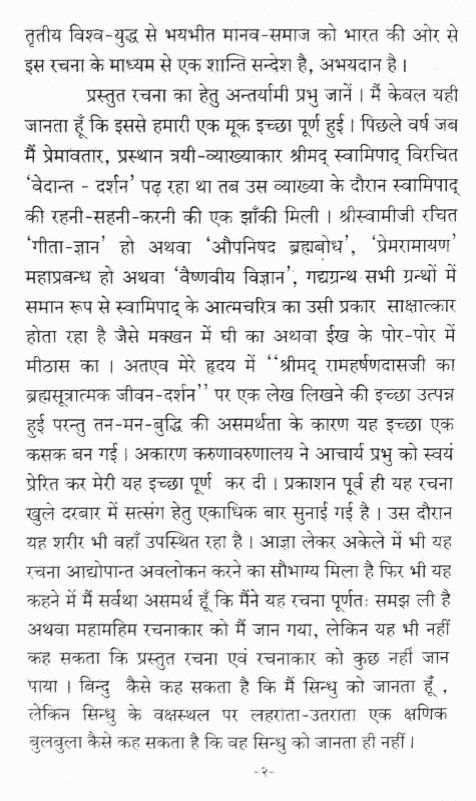 तृतीय विश्व-युद्ध से भयभीत मानव-समाज को भारत की ओर से
इस रचना के माध्यम से एक शान्ति सन्देश है, अभयदान है।
प्रस्तुत रचना का हेतु अन्तर्यामी प्रभु जानें। मैं केवल यही
जानता हूँ कि इससे हमारी एक मूक इच्छा पूर्ण हुई। पिछले वर्ष जब
मैं प्रेमावतार, प्रस्थान त्रयी-व्याख्याकार श्रीमद् स्वामिपाद् विरचित
‘वेदान्त - दर्शन’ पढ़ रहा था तब उस व्याख्या के दौरान स्वामिपाद्
की रहनी-सहनी-करनी की एक झाँकी मिली। श्रीस्वामीजी रचित
‘गीता-ज्ञान’ हो अथवा ‘औपनिषद ब्रह्मबोध’, ‘प्रेमरामायण’
महाप्रबन्ध हो अथवा ‘वैष्णवीय विज्ञान’, गद्यग्रन्थ सभी ग्रन्थों में
समान रूप से स्वामिपाद् के आत्मचरित्र का उसी प्रकार साक्षात्कार
होता रहा है जैसे मक्खन में घी का अथवा ईख के पोर-पोर में
मीठास का। अतएव मेरे हृदय में ‘‘श्रीमद् रामहर्षणदासजी का
ब्रह्मसूत्रात्मक जीवन-दर्शन’’ पर एक लेख लिखने की इच्छा उत्पन्न
हुई परन्तु तन-मन-बुद्धि की असमर्थता के कारण यह इच्छा एक
कसक बन गई। अकारण करुणावरुणालय ने आचार्य प्रभु को स्वयं
प्रेरित कर मेरी यह इच्छा पूर्ण कर दी। प्रकाशन पूर्व ही यह रचना
खुले दरबार में सत्संग हेतु एकाधिक बार सुनाई गई है। उस दौरान
यह शरीर भी वहाँ उपस्थित रहा है। आज्ञा लेकर अकेले में भी यह
रचना आद्योपान्त अवलोकन करने का सौभाग्य मिला है फिर भी यह
कहने में मैं सर्वथा असमर्थ हूँ कि मैंने यह रचना पूर्णतः समझ ली है
अथवा महामहिम रचनाकार को मैं जान गया, लेकिन यह भी नहीं
कह सकता कि प्रस्तुत रचना एवं रचनाकार को कुछ नहीं जान
पाया। बिन्दु कैसे कह सकता है कि मैं सिन्धु को जानता हूँ,
लेकिन सिन्धु के वक्षस्थल पर लहराता-उतराता एक क्षणिक
बुलबुला कैसे कह सकता है कि वह सिन्धु को जानता ही नहीं।
-२-